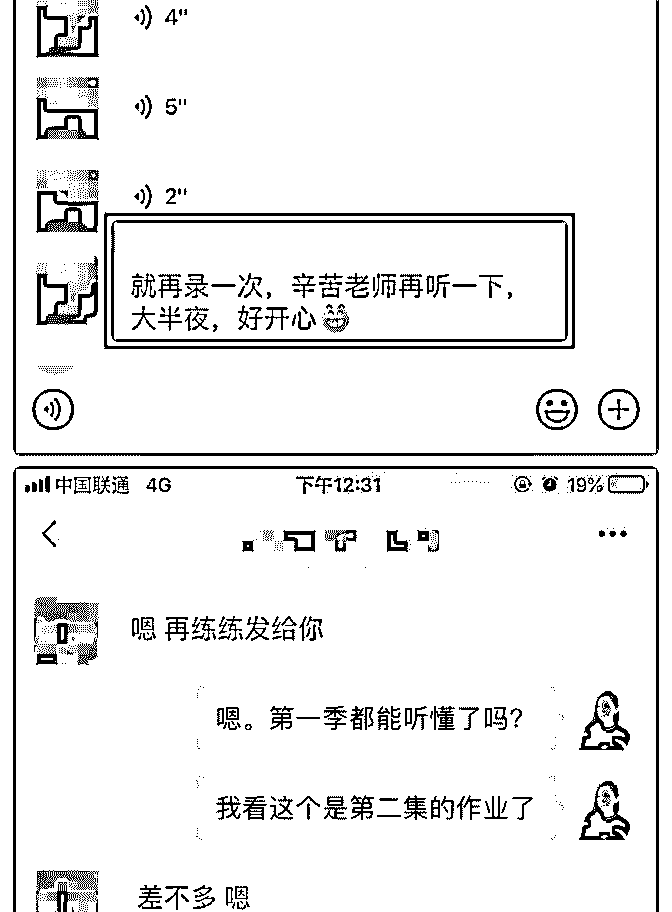 4"
5"
2"
就再录一次，辛苦老师再听一下，
大半夜，好开心😁
中国联通 4G 下午12:31 19%
嗯 再练练发给你
嗯。第一季都能听懂了吗？
我看这个是第二集的作业了
差不多 嗯